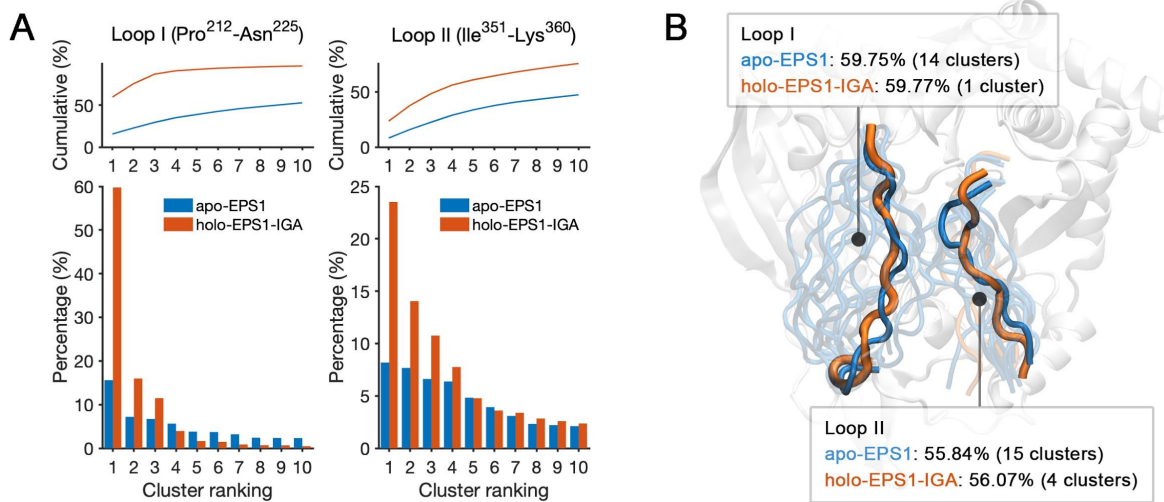 A
Loop I (Pro212-Asn225)
Cumulative (%)
50
0
1 2 3 4 5 6 7 8 9 10
Percentage (%)
60
50
40
30
20
10
0
apo-EPS1
holo-EPS1-IGA
1 2 3 4 5 6 7 8 9 10
Cluster ranking
Loop II (Ile351-Lys360)
Cumulative (%)
50
0
1 2 3 4 5 6 7 8 9 10
Percentage (%)
25
20
15
10
5
0
apo-EPS1
holo-EPS1-IGA
1 2 3 4 5 6 7 8 9 10
Cluster ranking
B
Loop I
apo-EPS1: 59.75% (14 clusters)
holo-EPS1-IGA: 59.77% (1 cluster)
Loop II
apo-EPS1: 55.84% (15 clusters)
holo-EPS1-IGA: 56.07% (4 clusters)